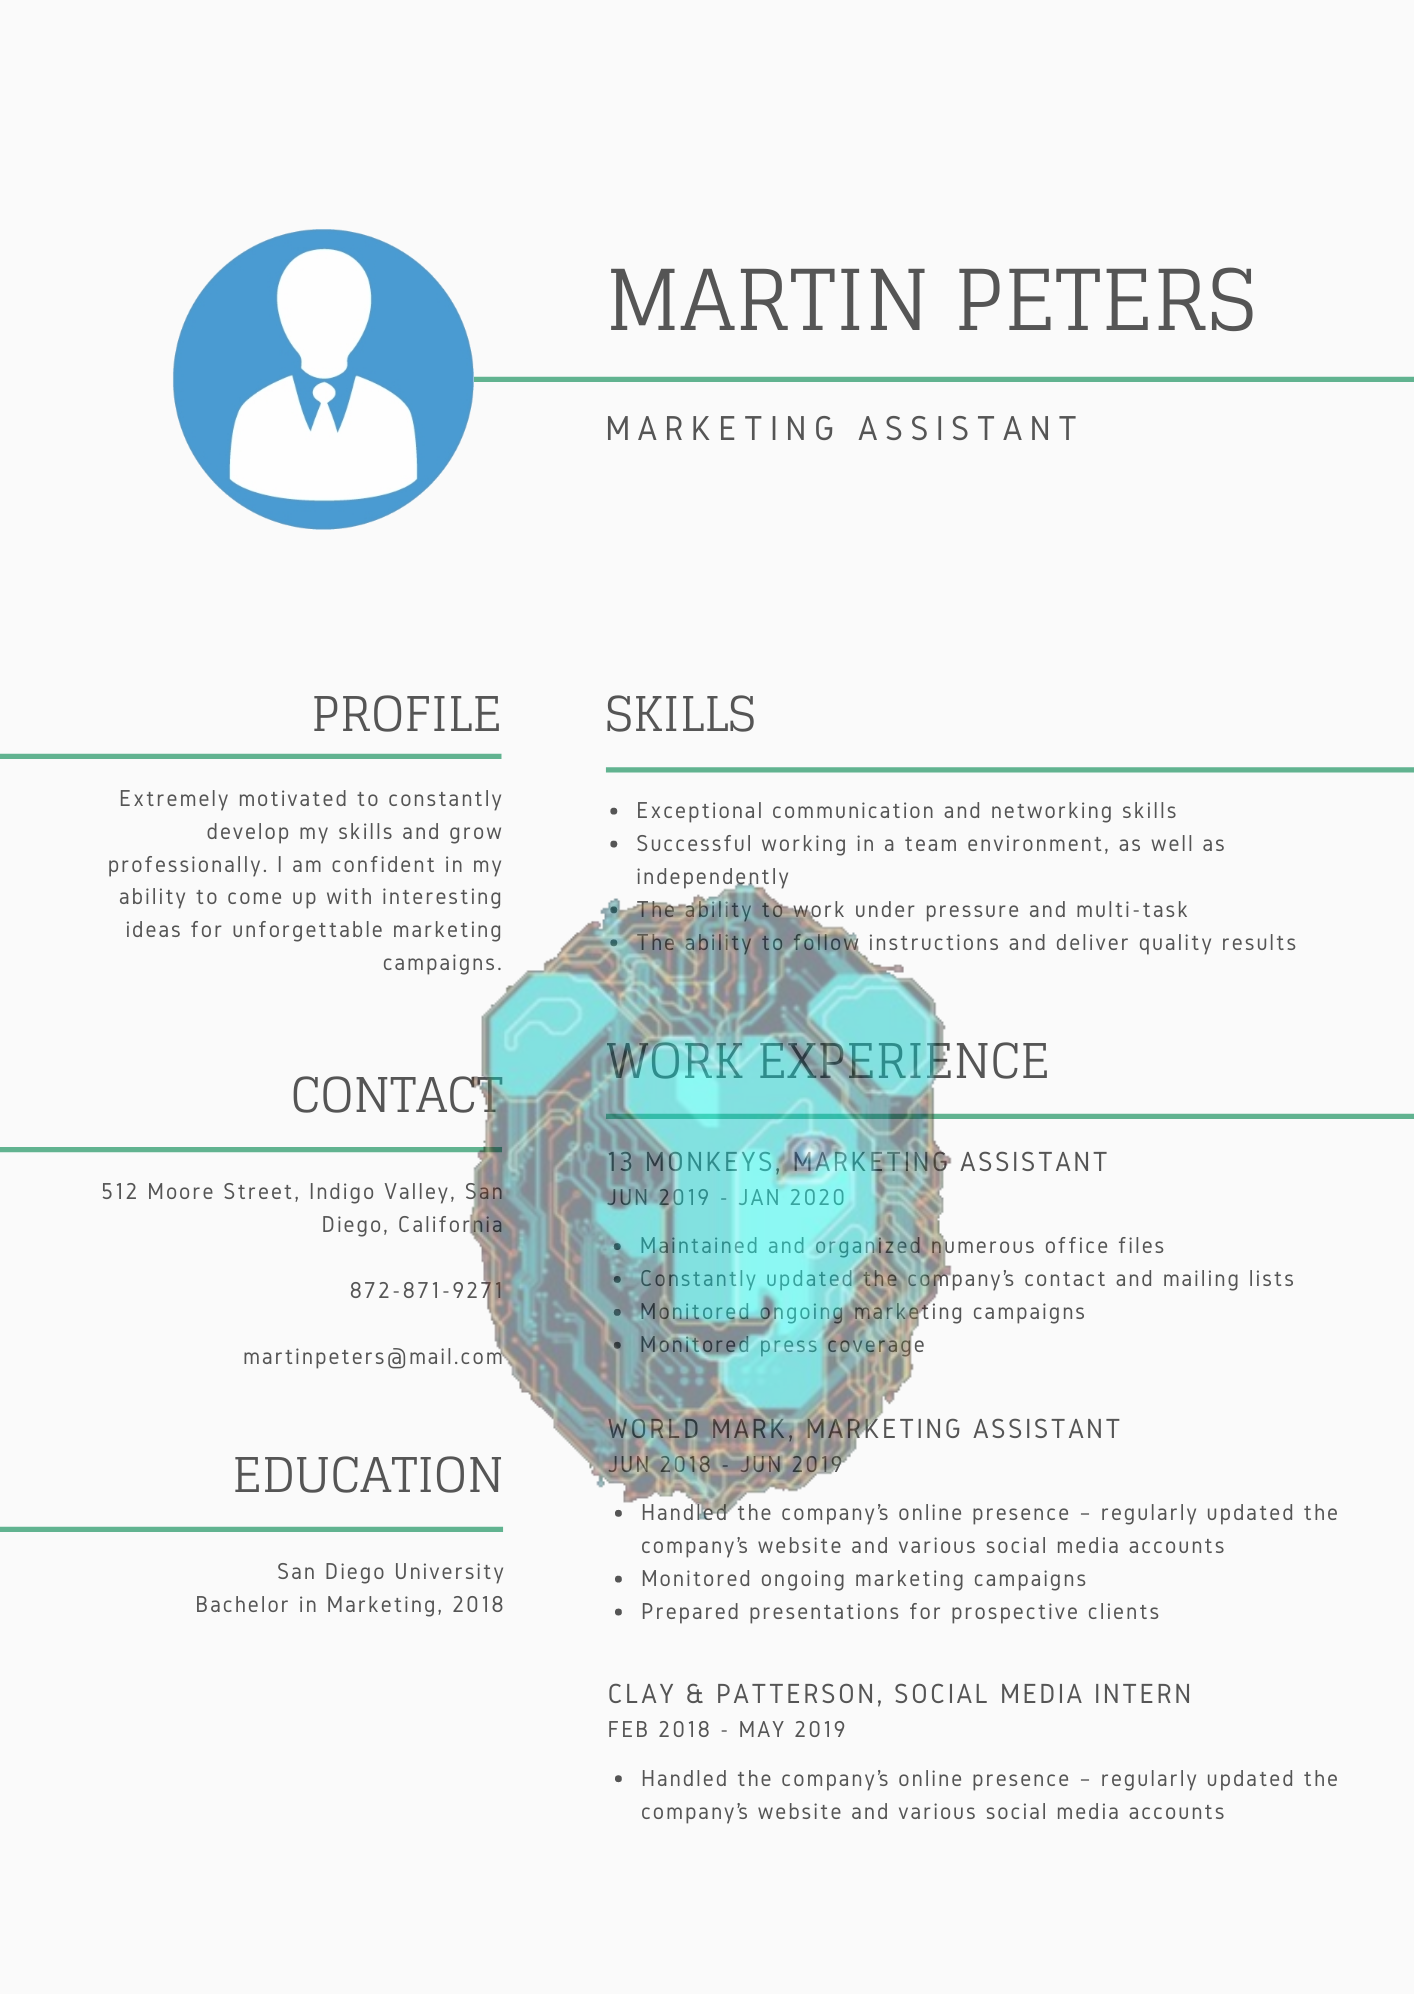 MARTIN PETERS
MARKETING ASSISTANT
PROFILE
Extremely motivated to constantly
develop my skills and grow
professionally. I am confident in my
ability to come up with interesting
ideas for unforgettable marketing
campaigns.
CONTACT
512 Moore Street, Indigo Valley, San
Diego, California
872-871-9271
martinpeters@mail.com
EDUCATION
San Diego University
Bachelor in Marketing, 2018
SKILLS
• Exceptional communication and networking skills
• Successful working in a team environment, as well as
independently
• The ability to work under pressure and multi-task
• The ability to follow instructions and deliver quality results
WORK EXPERIENCE
13 MONKEYS, MARKETING ASSISTANT
JUN 2019 - JAN 2020
• Maintained and organized numerous office files
• Constantly updated the company’s contact and mailing lists
• Monitored ongoing marketing campaigns
• Monitored press coverage
WORLD MARK, MARKETING ASSISTANT
JUN 2018 - JUN 2019
• Handled the company’s online presence – regularly updated the
company’s website and various social media accounts
• Monitored ongoing marketing campaigns
• Prepared presentations for prospective clients
CLAY & PATTERSON, SOCIAL MEDIA INTERN
FEB 2018 - MAY 2019
• Handled the company’s online presence – regularly updated the
company’s website and various social media accounts